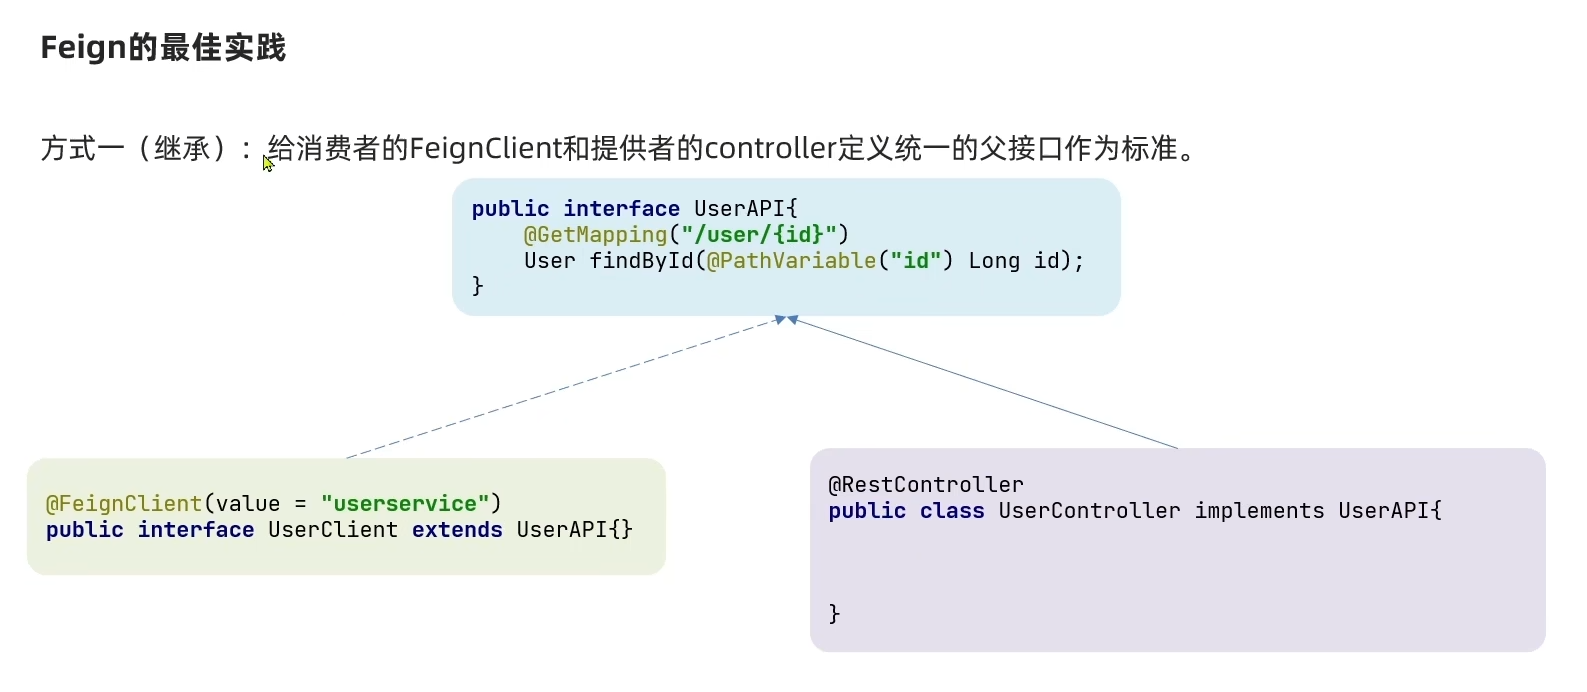 Feign的最佳实践
方式一（继承）：给消费者的FeignClient和提供者的controller定义统一的父接口作为标准。
public interface UserAPI{
    @GetMapping("/user/{id}")
    User findById(@PathVariable("id") Long id);
}
@FeignClient(value = "userservice")
public interface UserClient extends UserAPI{}
@RestController
public class UserController implements UserAPI{
}